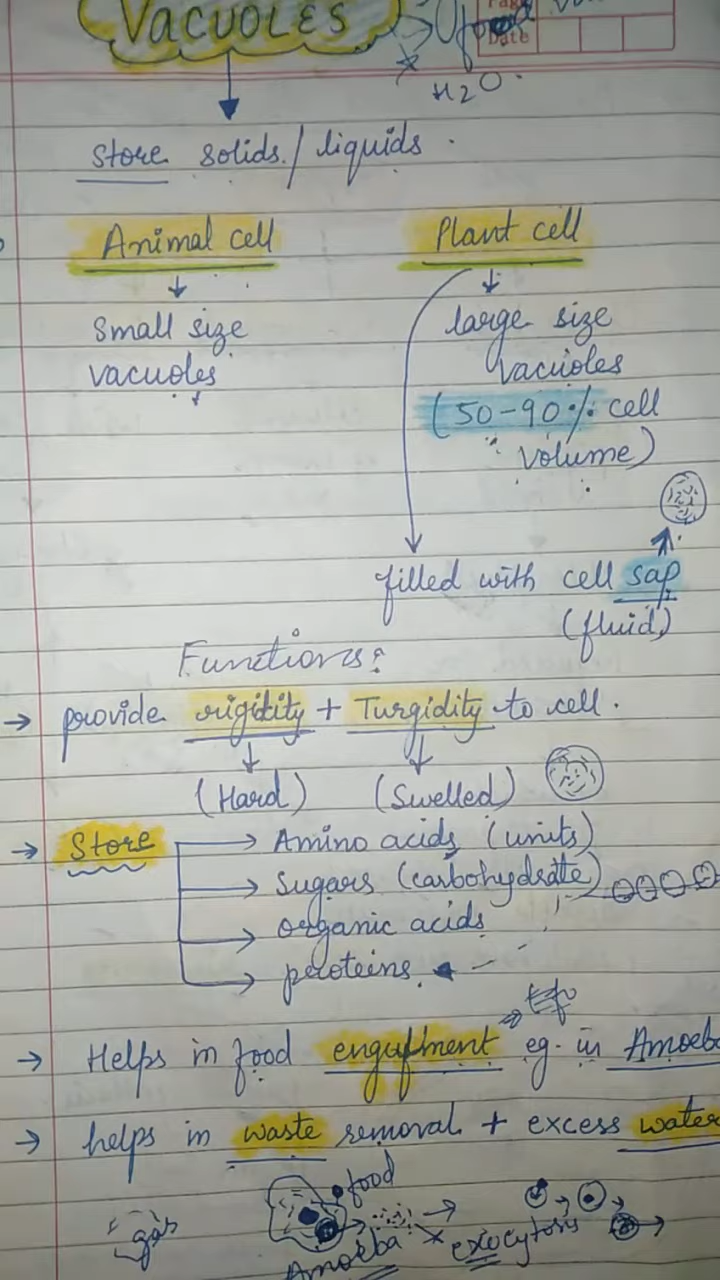 Page
VACUOLES food
Date
H2O
Store solids / liquids
Animal cell Plant cell
Small size large size
vacuoles vacuoles
(50-90% cell
volume)
filled with cell sap
(fluid)
Functions:
→ provide rigidity + Turgidity to cell.
(Hard) (Swelled)
→ Store → Amino acids (units)
→ Sugars (carbohydrate)
→ organic acids
→ proteins
→ Helps in food engulfment eg. in Amoeba
→ helps in waste removal + excess water
food
Amoeba exocytosis